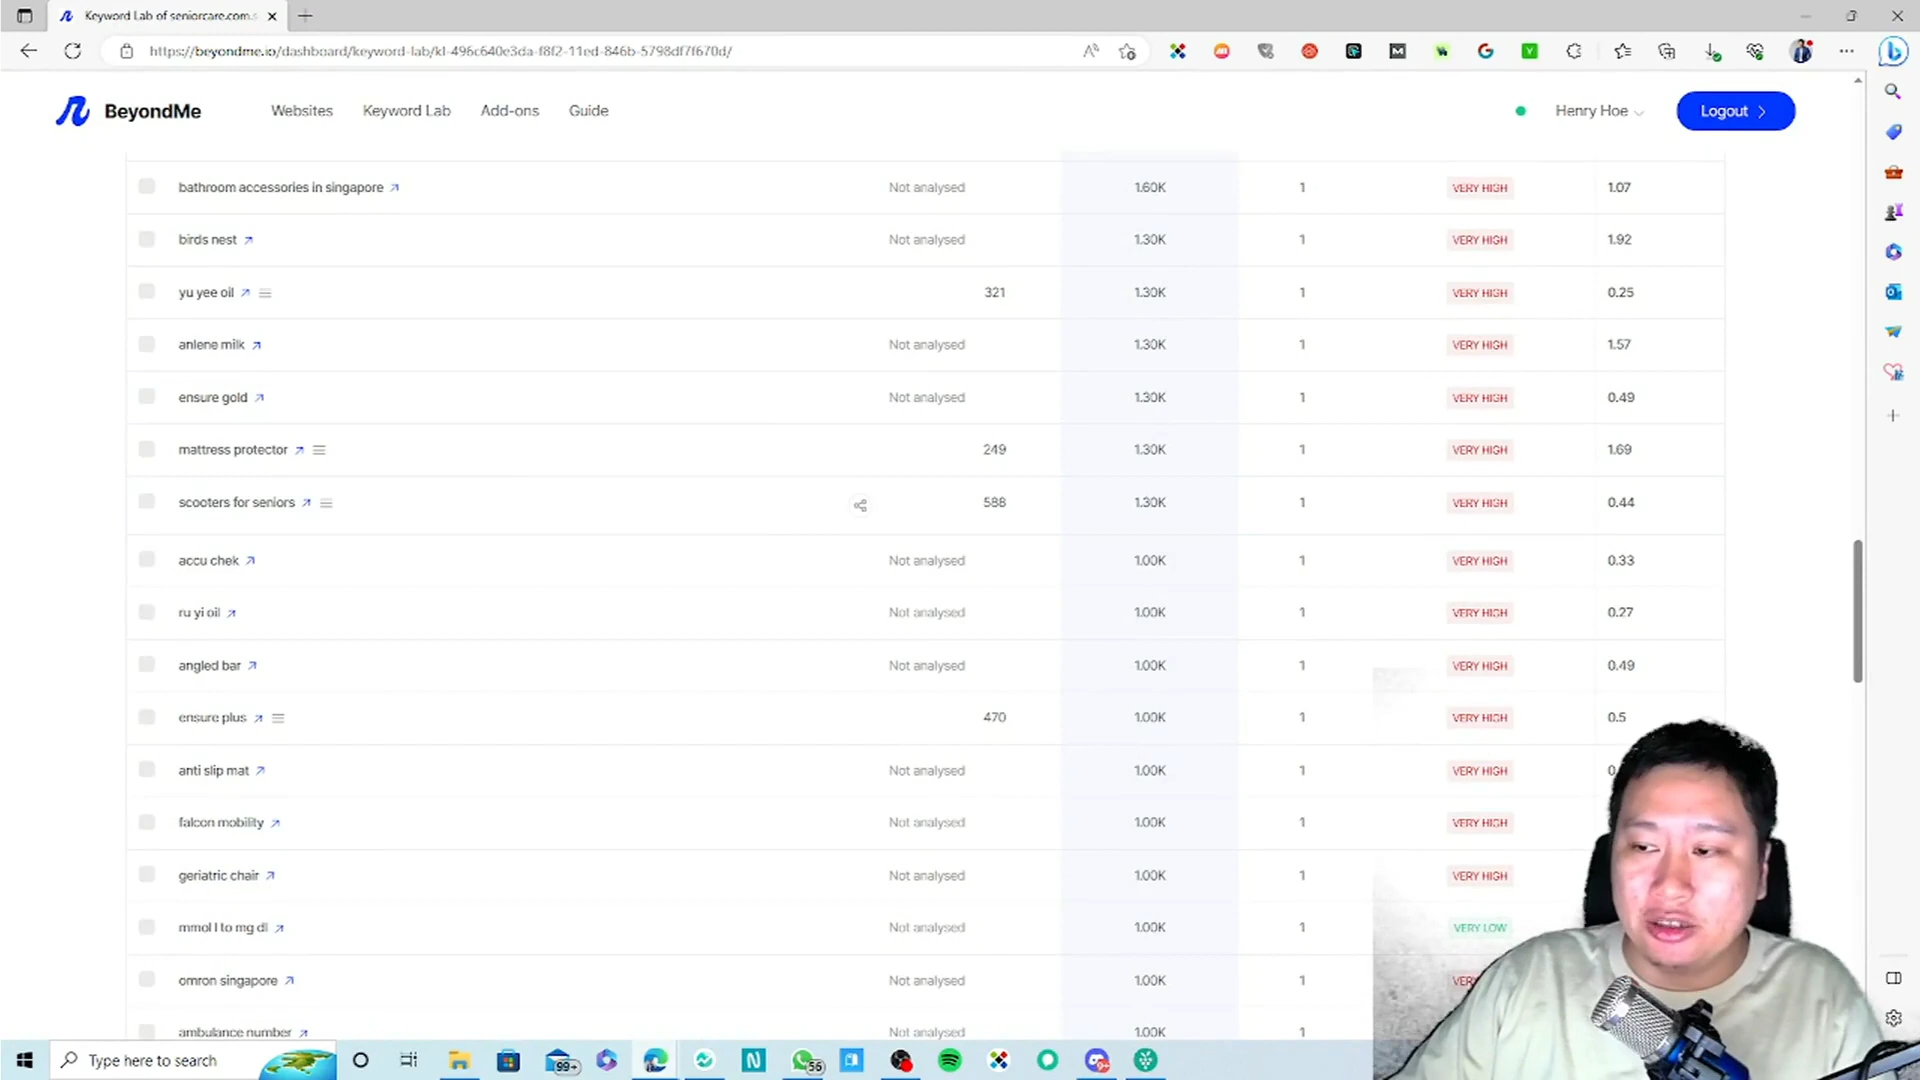 Keyword Lab of seniorcare.com.s
https://beyondme.io/dashboard/keyword-lab/kl-496c640e3da-f8f2-11ed-846b-5798df7f670d/
BeyondMe Websites Keyword Lab Add-ons Guide Henry Hoe Logout
bathroom accessories in singapore Not analysed 1.60K 1 VERY HIGH 1.07
birds nest Not analysed 1.30K 1 VERY HIGH 1.92
yu yee oil 321 1.30K 1 VERY HIGH 0.25
anlene milk Not analysed 1.30K 1 VERY HIGH 1.57
ensure gold Not analysed 1.30K 1 VERY HIGH 0.49
mattress protector 249 1.30K 1 VERY HIGH 1.69
scooters for seniors 588 1.30K 1 VERY HIGH 0.44
accu chek Not analysed 1.00K 1 VERY HIGH 0.33
ru yi oil Not analysed 1.00K 1 VERY HIGH 0.27
angled bar Not analysed 1.00K 1 VERY HIGH 0.49
ensure plus 470 1.00K 1 VERY HIGH 0.5
anti slip mat Not analysed 1.00K 1 VERY HIGH
falcon mobility Not analysed 1.00K 1 VERY HIGH
geriatric chair Not analysed 1.00K 1 VERY HIGH
mmol l to mg dl Not analysed 1.00K 1 VERY LOW
omron singapore Not analysed 1.00K 1
ambulance number Not analysed 1.00K 1
Type here to search 99+ 56